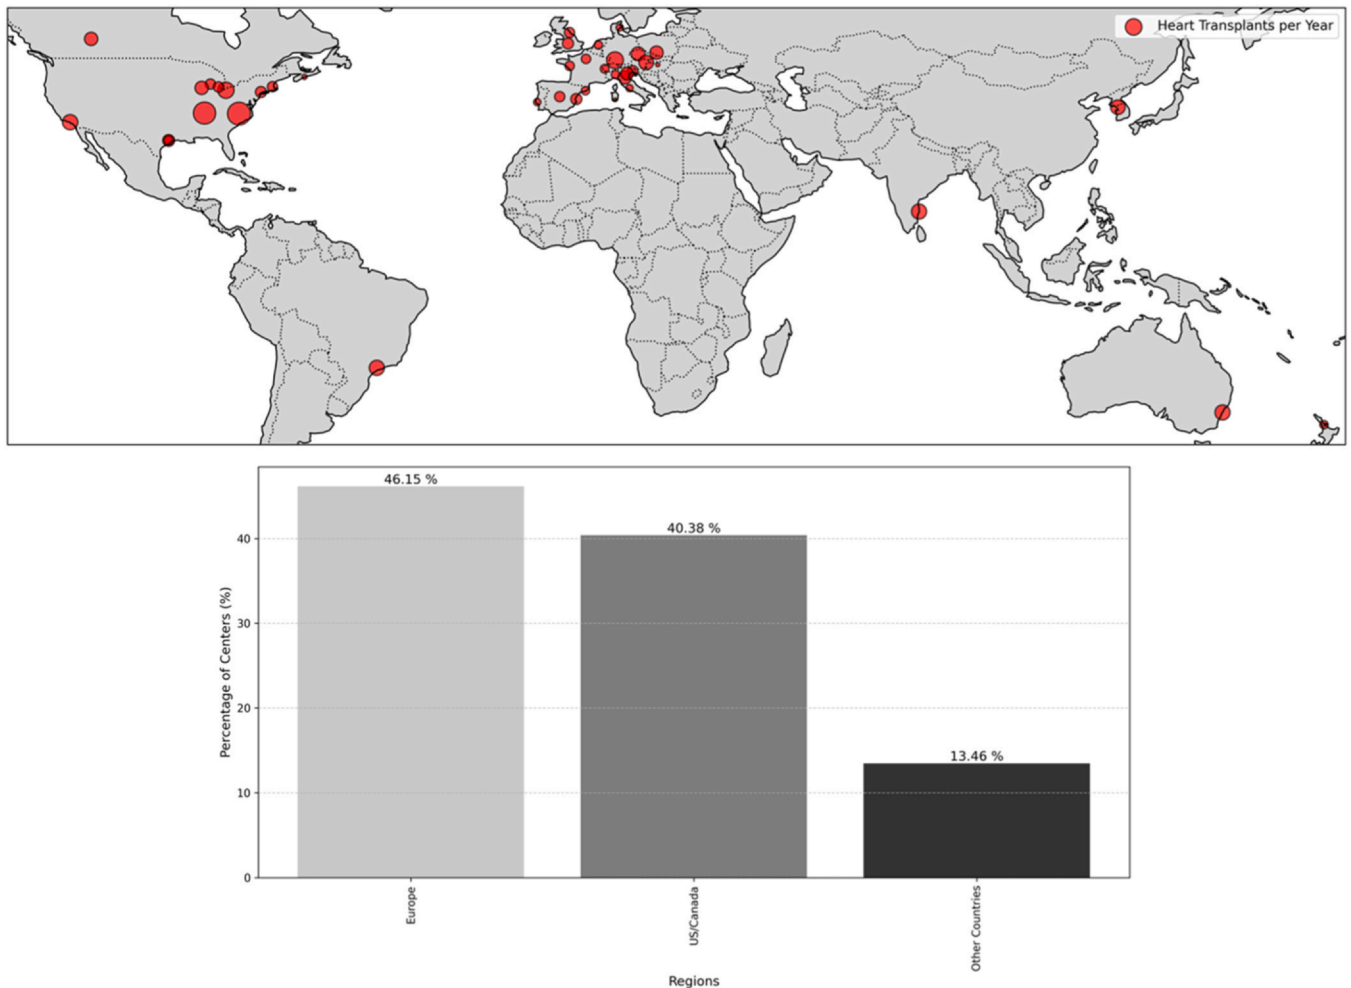 Heart Transplants per Year
46.15 %
40.38 %
13.46 %
40
30
20
10
0
Percentage of Centers (%)
Europe
US/Canada
Other Countries
Regions